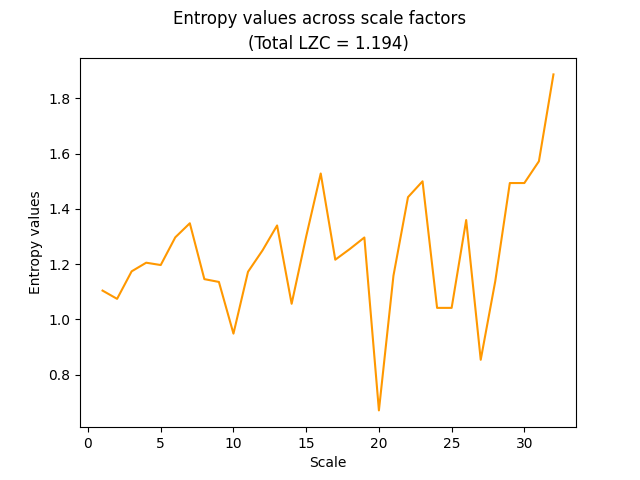 Entropy values across scale factors
(Total LZC = 1.194)
1.8
1.6
1.4
1.2
1.0
0.8
Entropy values
0 5 10 15 20 25 30
Scale